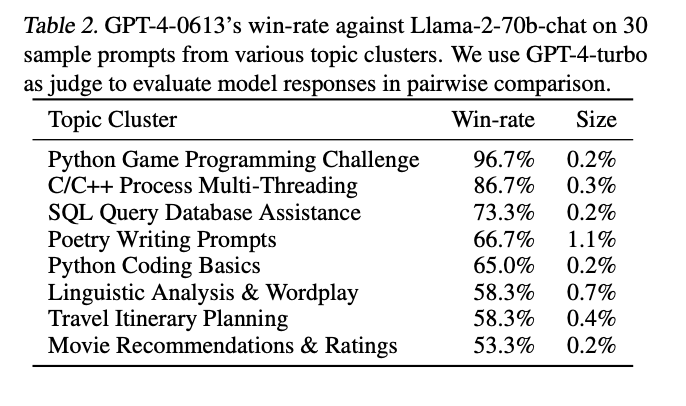 Table 2. GPT-4-0613's win-rate against Llama-2-70b-chat on 30
sample prompts from various topic clusters. We use GPT-4-turbo
as judge to evaluate model responses in pairwise comparison.
Topic Cluster Win-rate Size
Python Game Programming Challenge 96.7% 0.2%
C/C++ Process Multi-Threading 86.7% 0.3%
SQL Query Database Assistance 73.3% 0.2%
Poetry Writing Prompts 66.7% 1.1%
Python Coding Basics 65.0% 0.2%
Linguistic Analysis & Wordplay 58.3% 0.7%
Travel Itinerary Planning 58.3% 0.4%
Movie Recommendations & Ratings 53.3% 0.2%